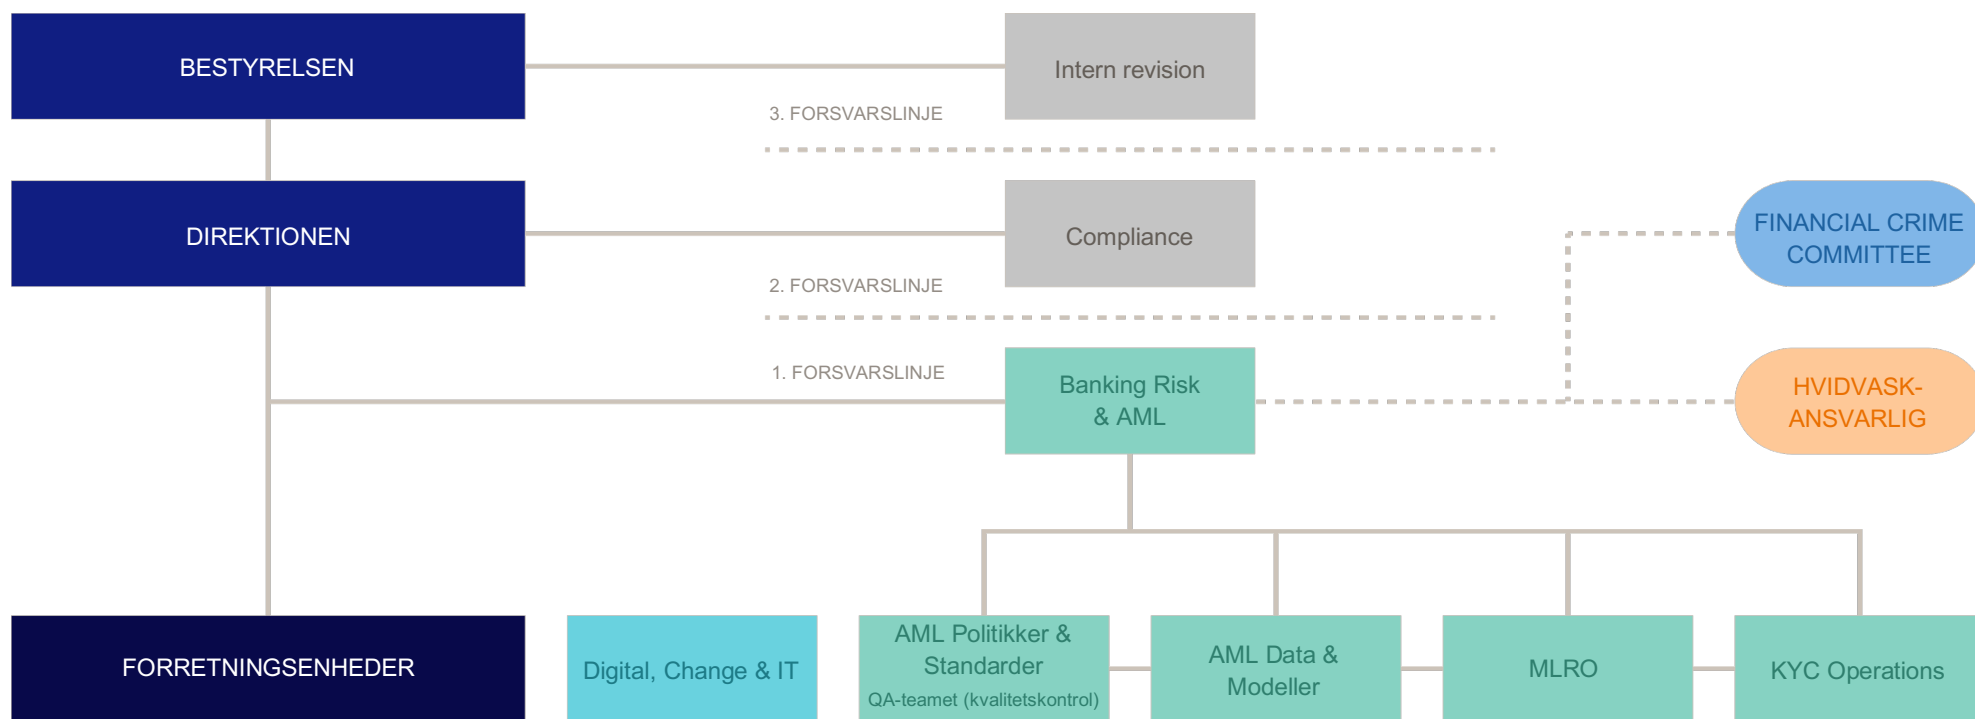 BESTYRELSEN
Intern revision
3. FORSVARSLINJE
DIREKTIONEN
Compliance
FINANCIAL CRIME
COMMITTEE
2. FORSVARSLINJE
1. FORSVARSLINJE
Banking Risk
& AML
HVIDVASK-
ANSVARLIG
FORRETNINGSENHEDER
Digital, Change & IT
AML Politikker &
Standarder
QA-teamet (kvalitetskontrol)
AML Data &
Modeller
MLRO
KYC Operations